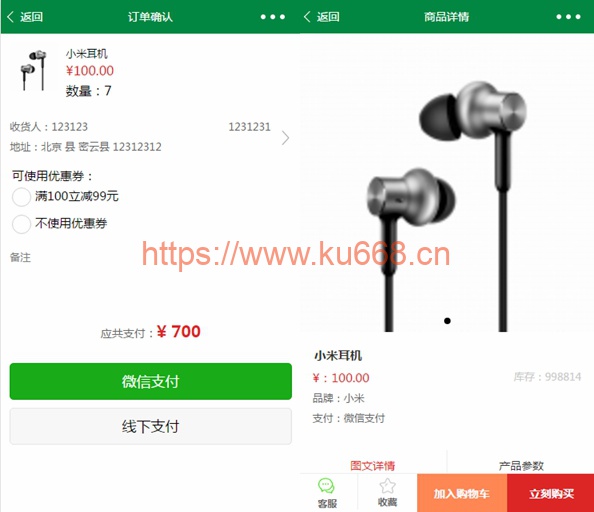 返回 订单确认
小米耳机
¥100.00
数量：7
收货人：123123 1231231
地址：北京 县 密云县 12312312
可使用优惠券：
满100立减99元
不使用优惠券
备注
https://www.ku668.cn
应共支付：¥ 700
微信支付
线下支付
返回 商品详情
小米耳机
¥：100.00 库存：998814
品牌：小米
支付：微信支付
图文详情 产品参数
客服 收藏 加入购物车 立刻购买